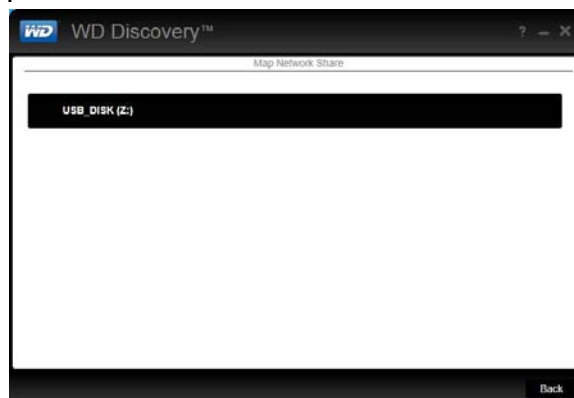 WD WD Discovery™ ? – X
Map Network Share
USB_DISK (Z:)
Back